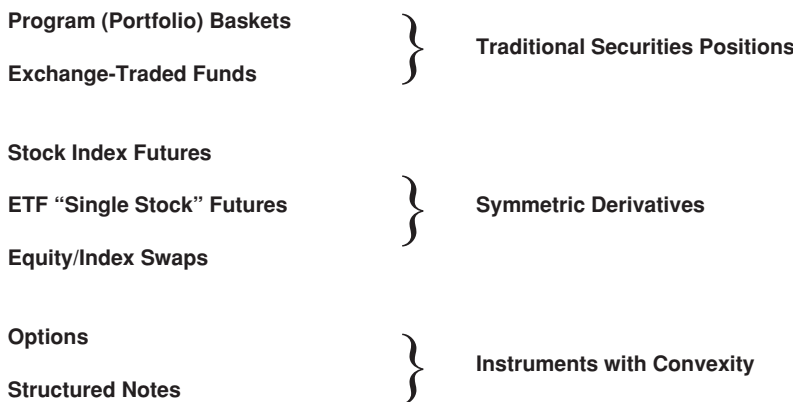 Program (Portfolio) Baskets
Exchange-Traded Funds
Traditional Securities Positions
Stock Index Futures
ETF “Single Stock” Futures
Equity/Index Swaps
Symmetric Derivatives
Options
Structured Notes
Instruments with Convexity